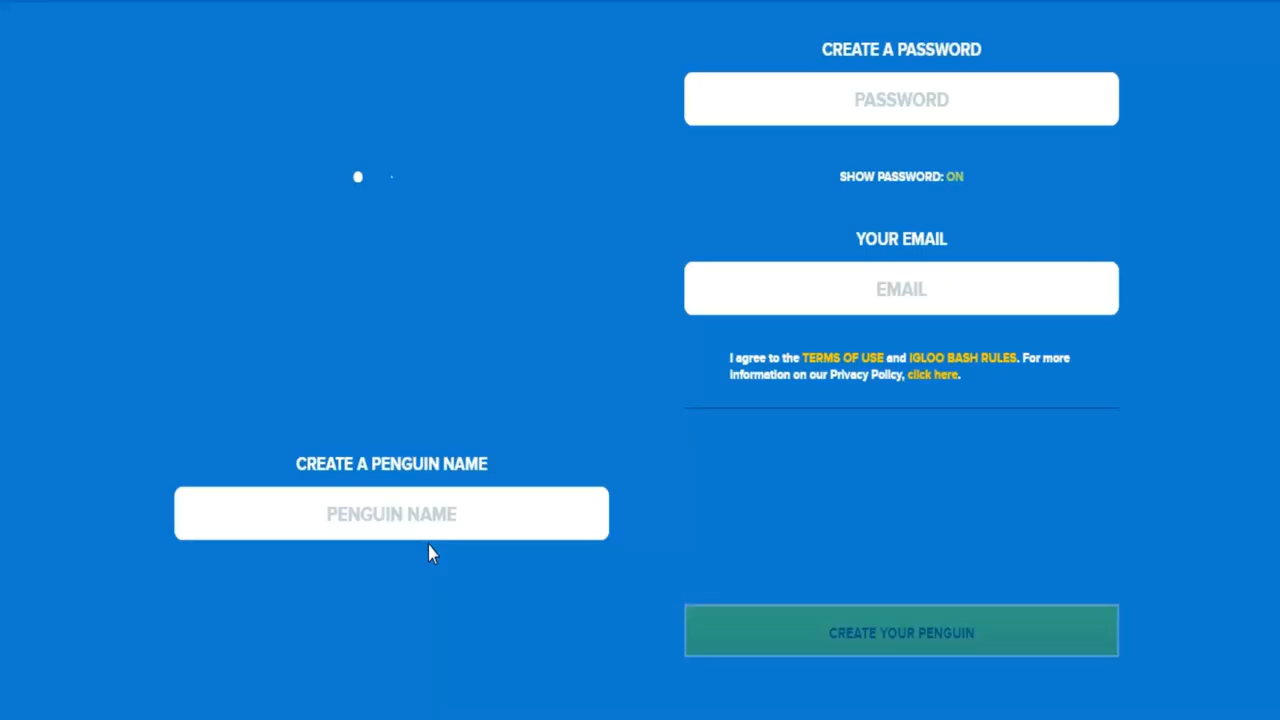 CREATE A PASSWORD
PASSWORD
SHOW PASSWORD: ON
YOUR EMAIL
EMAIL
I agree to the TERMS OF USE and IGLOO BASH RULES. For more
information on our Privacy Policy, click here.
CREATE A PENGUIN NAME
PENGUIN NAME
CREATE YOUR PENGUIN